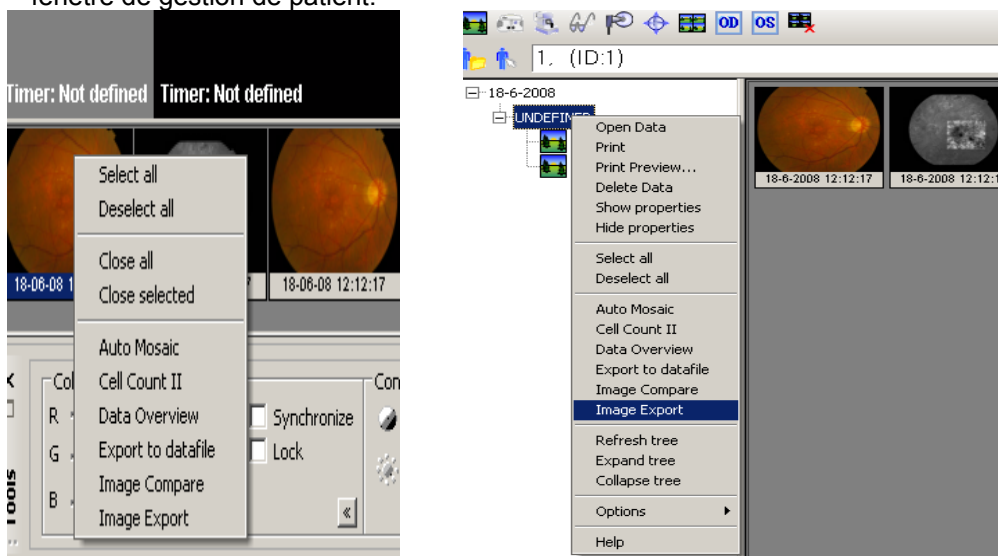 fenêtre de gestion de patient.
Timer: Not defined Timer: Not defined
Select all
Deselect all
Close all
Close selected
Auto Mosaic
Cell Count II
Data Overview
Export to datafile
Image Compare
Image Export
18-06-08 1
18-06-08 12:12:17
R
G
B
Synchronize
Lock
Tools
OD OS
1, (ID:1)
18-6-2008
Open Data
Print
Print Preview...
Delete Data
Show properties
Hide properties
Select all
Deselect all
Auto Mosaic
Cell Count II
Data Overview
Export to datafile
Image Compare
Image Export
Refresh tree
Expand tree
Collapse tree
Options
Help
18-6-2008 12:12:17
18-6-2008 12:12:1